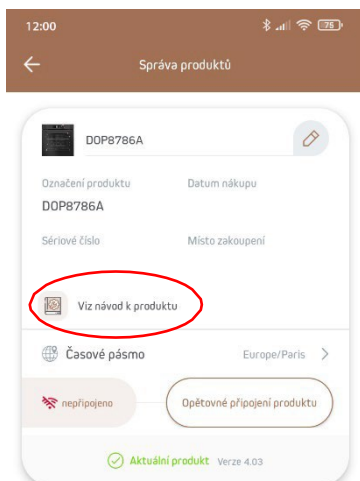 12:00
75
Správa produktů
DOP8786A
Označení produktu
Datum nákupu
DOP8786A
Sériové číslo
Místo zakoupení
Viz návod k produktu
Časové pásmo
Europe/Paris
nepřipojeno
Opětovné připojení produktu
Aktuální produkt Verze 4.03